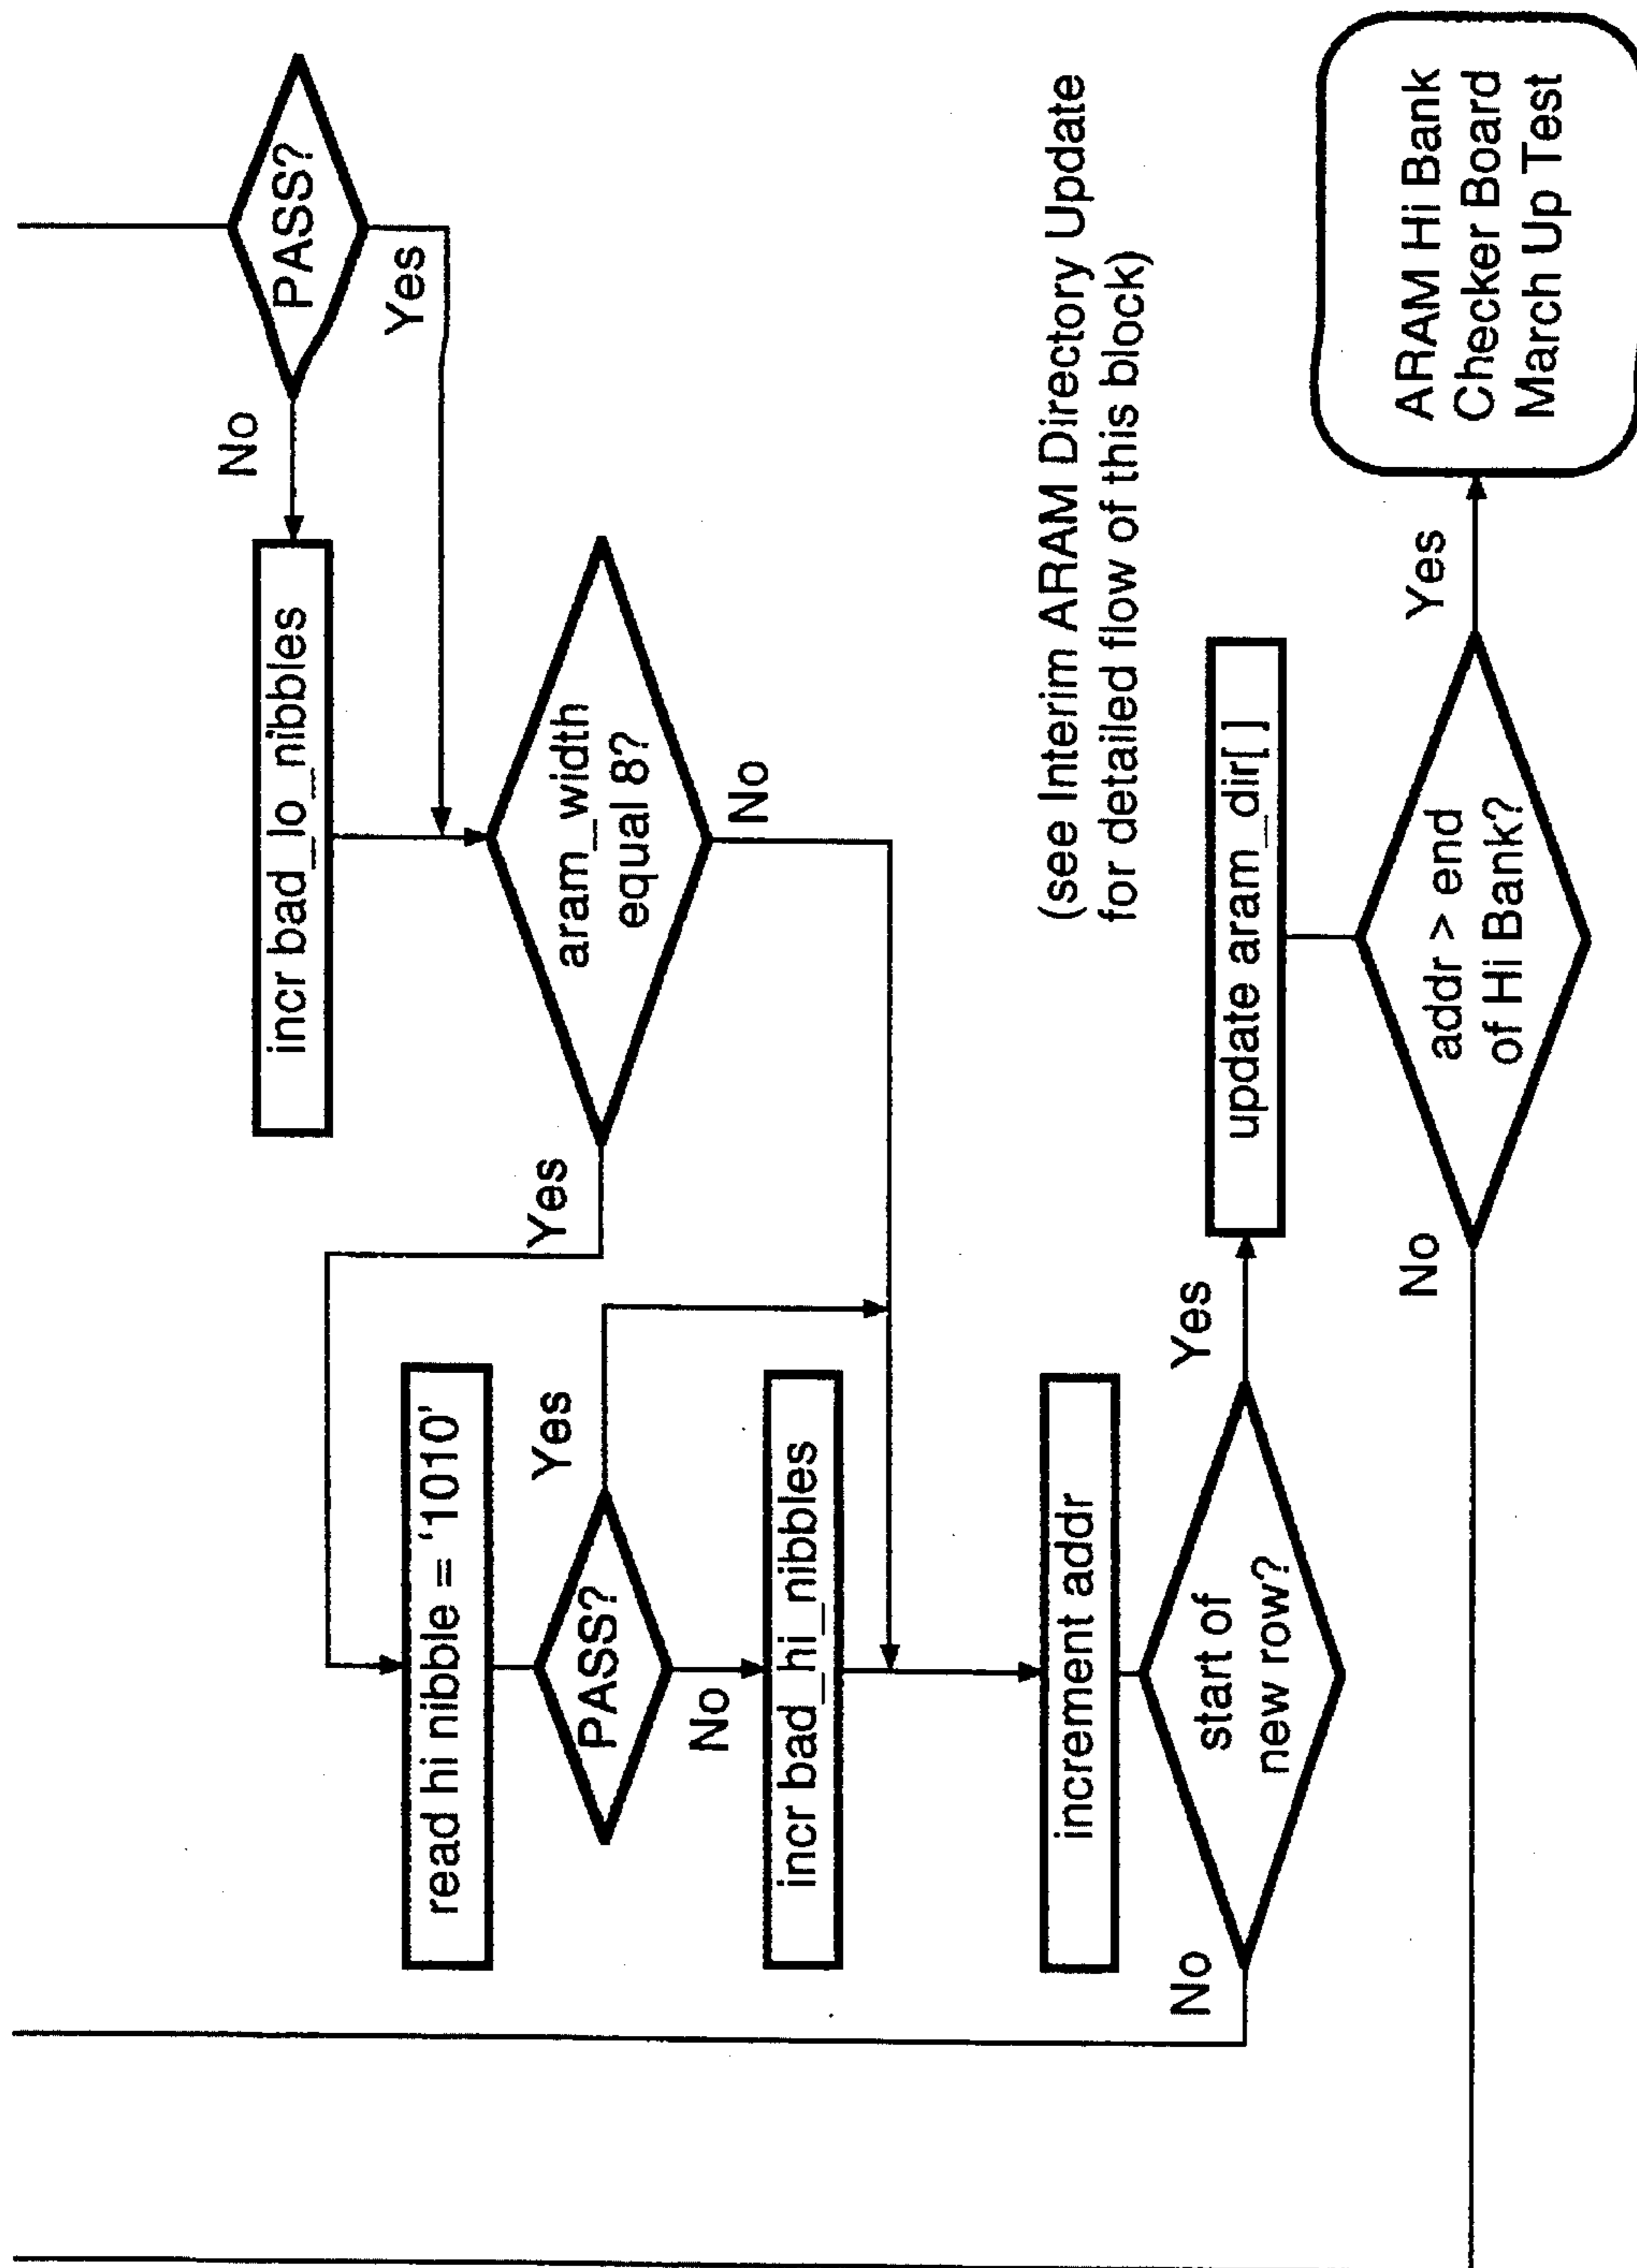 PASS?
No
Yes
incr bad_lo_nibbles
aram_width
equal 8?
Yes
No
read hi nibble = '1010'
PASS?
Yes
No
incr bad_hi_nibbles
increment addr
start of
new row?
No
Yes
(see Interim ARAM Directory Update
for detailed flow of this block)
update aram_dir[ ]
addr > end
of Hi Bank?
No
Yes
ARAM Hi Bank
Checker Board
March Up Test